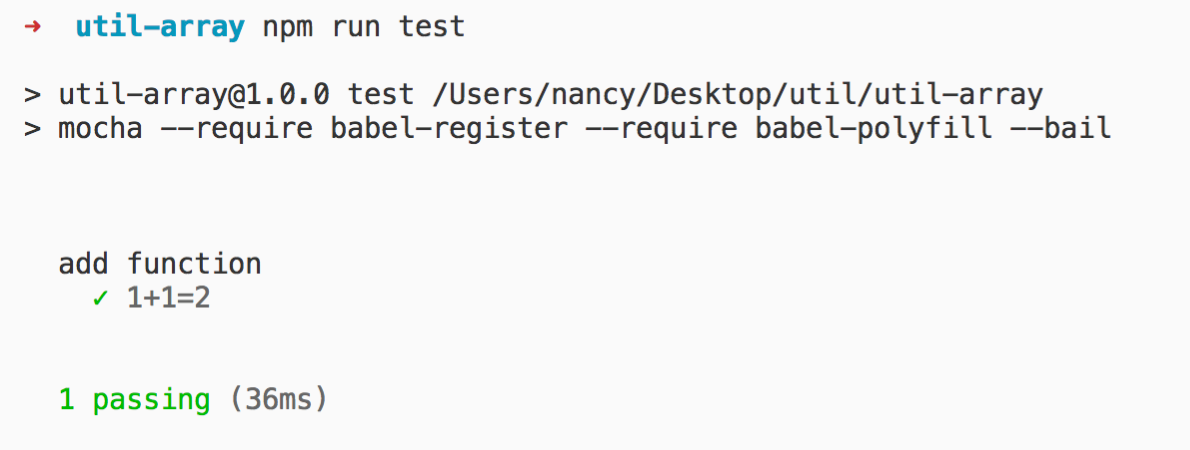 ➜ util-array npm run test
> util-array@1.0.0 test /Users/nancy/Desktop/util/util-array
> mocha --require babel-register --require babel-polyfill --bail
add function
✓ 1+1=2
1 passing (36ms)